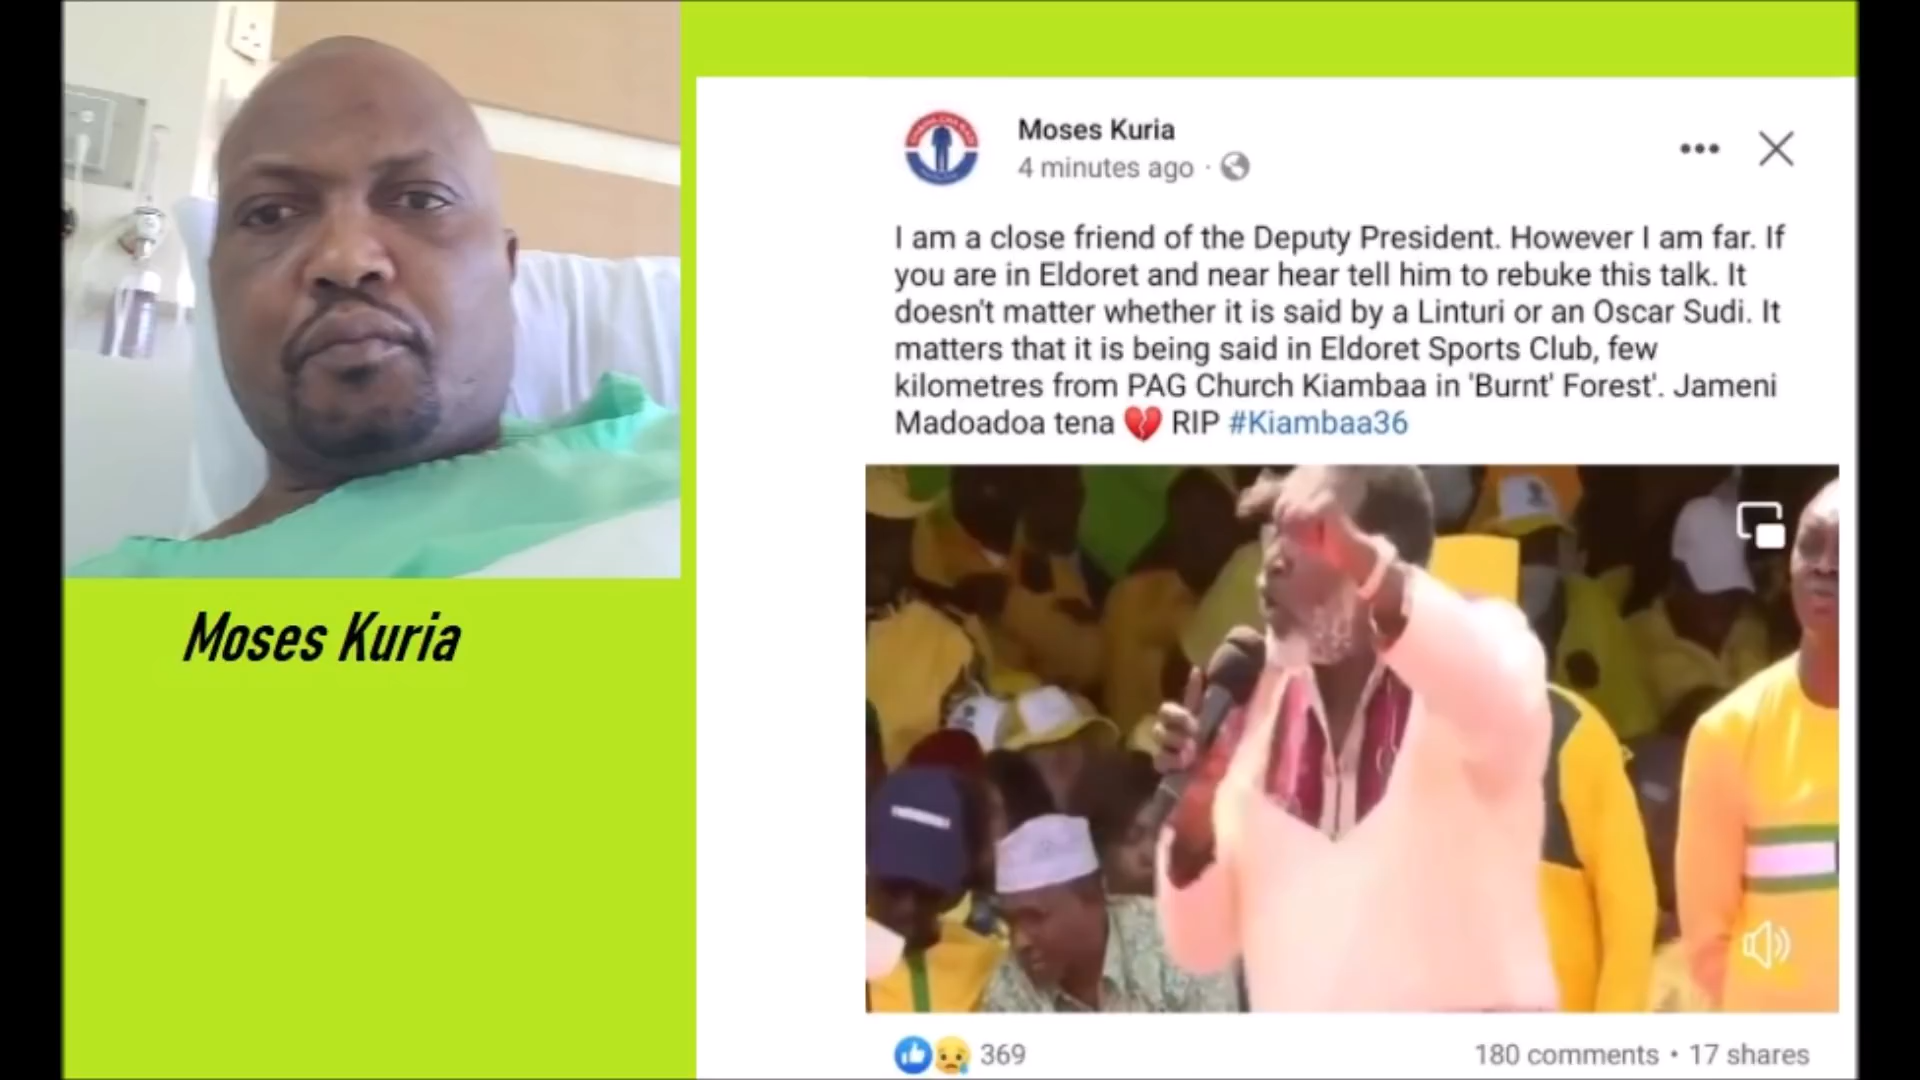 Moses Kuria
Moses Kuria
4 minutes ago ·
I am a close friend of the Deputy President. However I am far. If
you are in Eldoret and near hear tell him to rebuke this talk. It
doesn't matter whether it is said by a Linturi or an Oscar Sudi. It
matters that it is being said in Eldoret Sports Club, few
kilometres from PAG Church Kiambaa in 'Burnt' Forest'. Jameni
Madoadoa tena 💔 RIP #Kiambaa36
369
180 comments • 17 shares